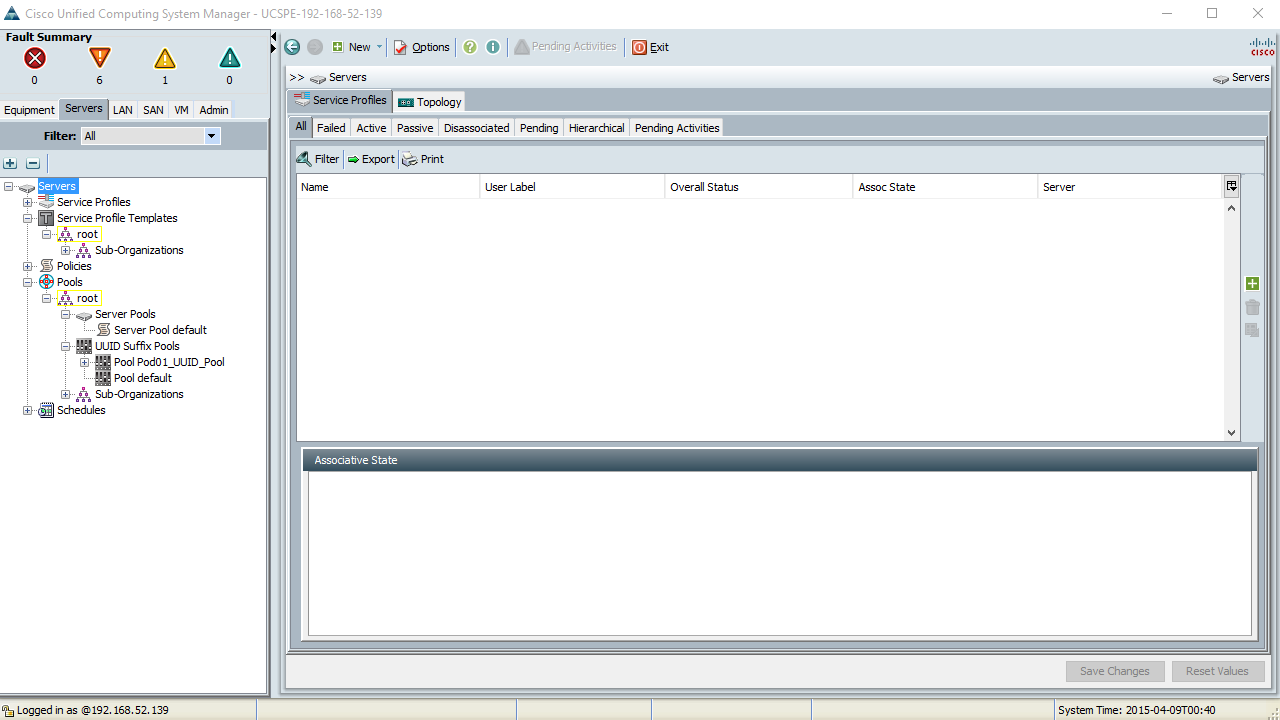 Cisco Unified Computing System Manager - UCSPE-192-168-52-139
Fault Summary
0 6 1 0
New Options Pending Activities Exit
cisco
>> Servers Servers
Equipment Servers LAN SAN VM Admin
Filter: All
Service Profiles Topology
All Failed Active Passive Disassociated Pending Hierarchical Pending Activities
Filter Export Print
Name User Label Overall Status Assoc State Server
Servers
Service Profiles
Service Profile Templates
root
Sub-Organizations
Policies
Pools
root
Server Pools
Server Pool default
UUID Suffix Pools
Pool Pod01_UUID_Pool
Pool default
Sub-Organizations
Schedules
Associative State
Save Changes Reset Values
Logged in as @192.168.52.139
System Time: 2015-04-09T00:40